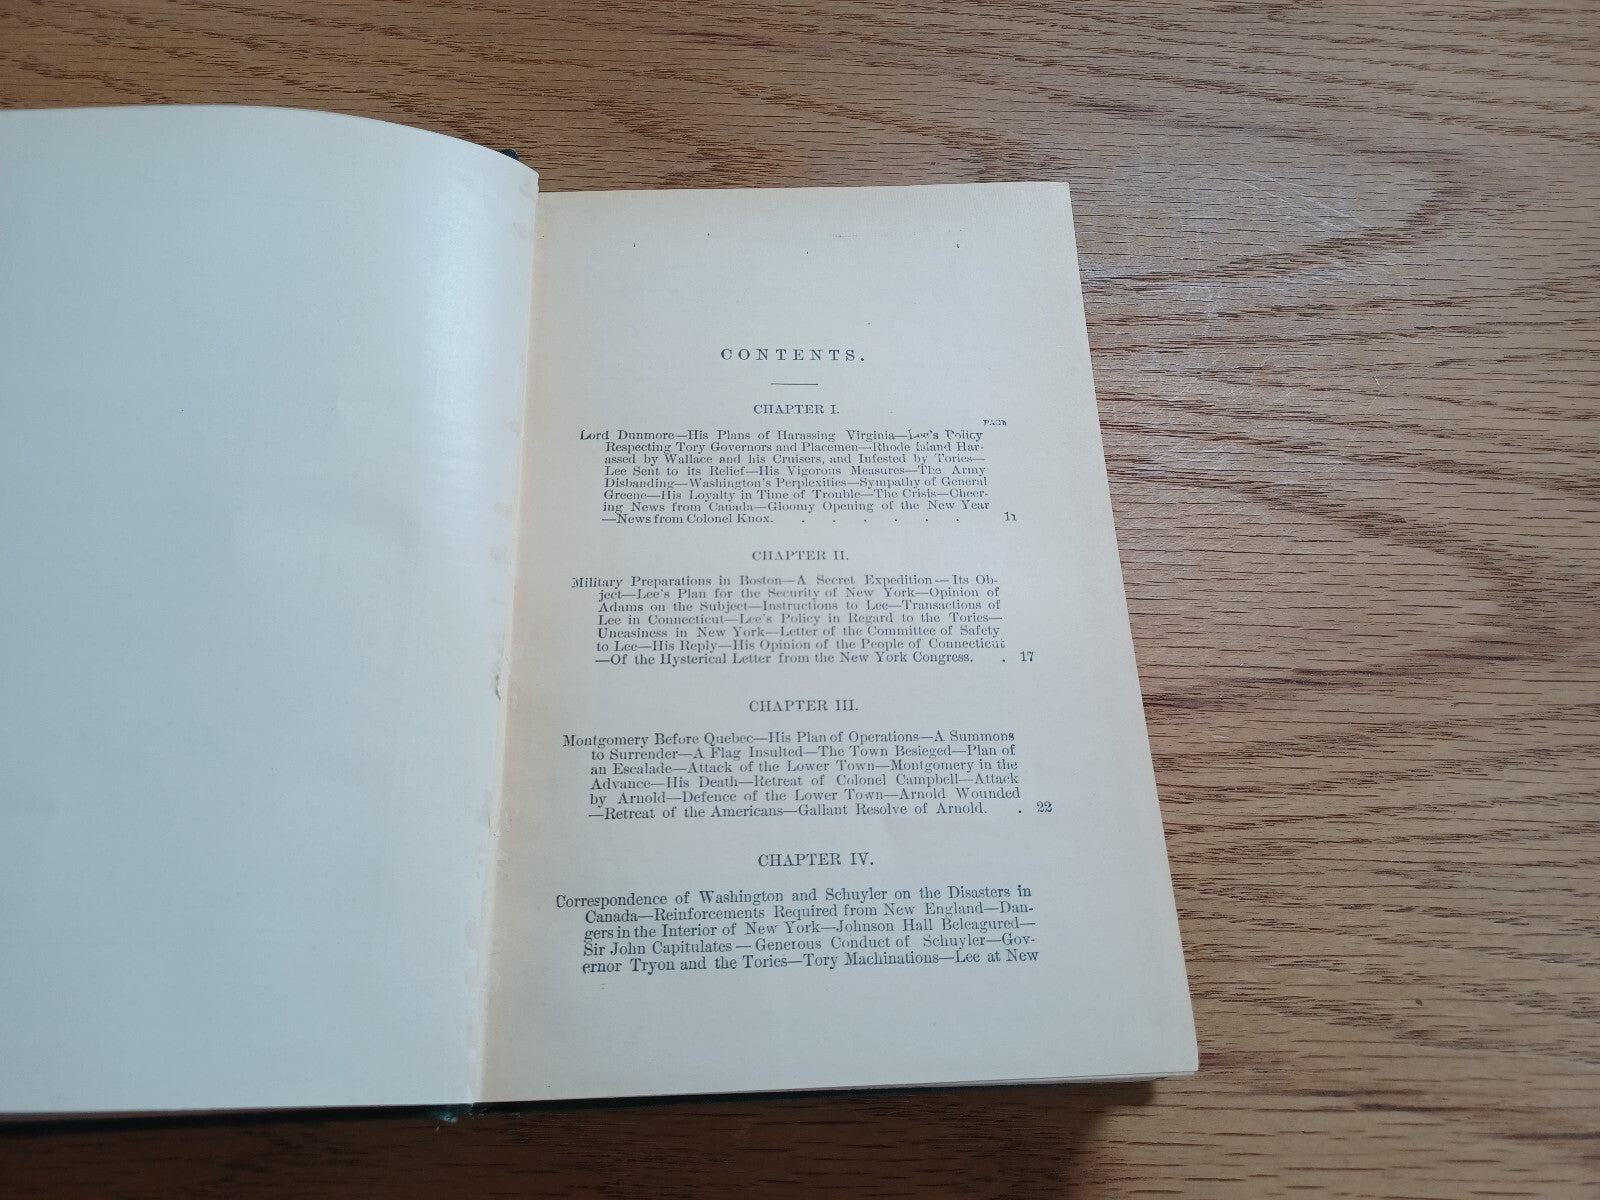 CONTENTS.
CHAPTER I.
PAGE
Lord Dunmore—His Plans of Harassing Virginia—Lee's Policy
Respecting Tory Governors and Placemen—Rhode Island Har-
assed by Wallace and his Cruisers, and Infested by Tories—
Lee Sent to its Relief—His Vigorous Measures—The Army
Disbanding—Washington's Perplexities—Sympathy of General
Greene—His Loyalty in Time of Trouble—The Crisis—Cheer-
ing News from Canada—Gloomy Opening of the New Year
—News from Colonel Knox. . . . . . . 11
CHAPTER II.
Military Preparations in Boston—A Secret Expedition—Its Ob-
ject—Lee's Plan for the Security of New York—Opinion of
Adams on the Subject—Instructions to Lee—Transactions of
Lee in Connecticut—Lee's Policy in Regard to the Tories—
Uneasiness in New York—Letter of the Committee of Safety
to Lee—His Reply—His Opinion of the People of Connecticut
—Of the Hysterical Letter from the New York Congress. . 17
CHAPTER III.
Montgomery Before Quebec—His Plan of Operations—A Summons
to Surrender—A Flag Insulted—The Town Besieged—Plan of
an Escalade—Attack of the Lower Town—Montgomery in the
Advance—His Death—Retreat of Colonel Campbell—Attack
by Arnold—Defence of the Lower Town—Arnold Wounded
—Retreat of the Americans—Gallant Resolve of Arnold. . 22
CHAPTER IV.
Correspondence of Washington and Schuyler on the Disasters in
Canada—Reinforcements Required from New England—Dan-
gers in the Interior of New York—Johnson Hall Beleagured—
Sir John Capitulates—Generous Conduct of Schuyler—Gov-
ernor Tryon and the Tories—Tory Machinations—Lee at New